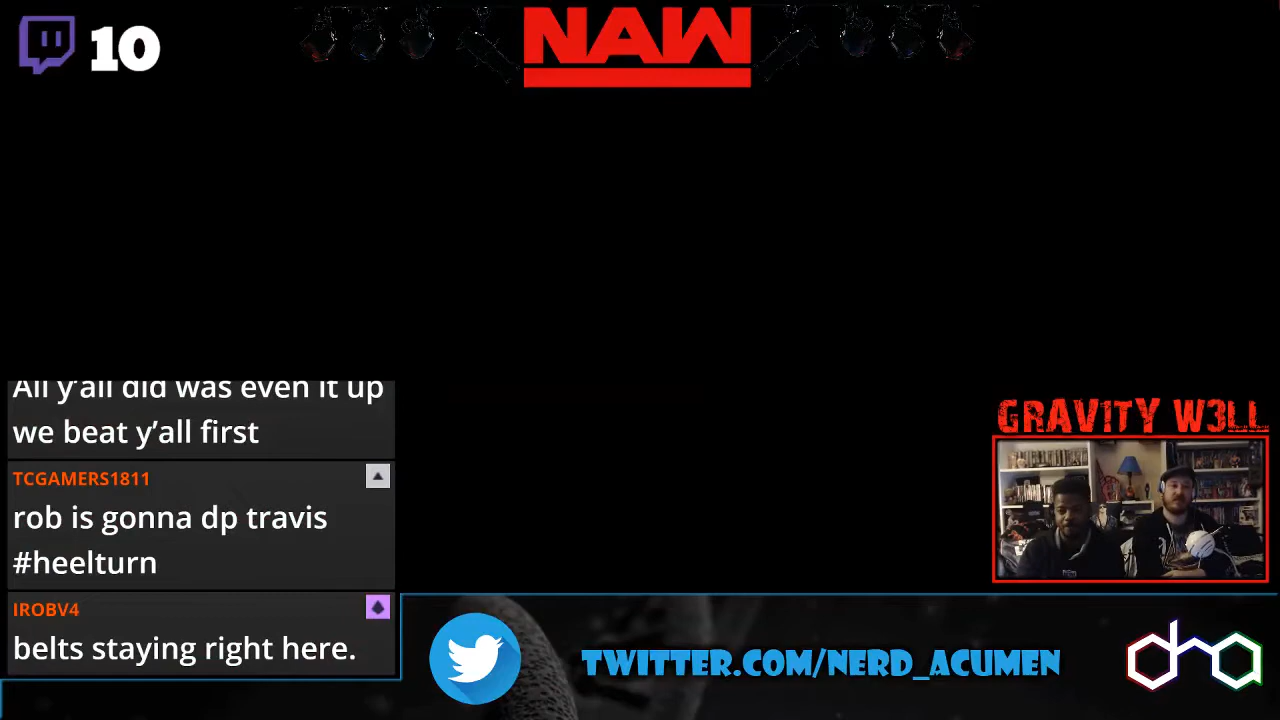 10
NAW
All y'all did was even it up
we beat y'all first
TCGAMERS1811
rob is gonna dp travis
#heelturn
IROBV4
belts staying right here.
GRAVITY W3LL
TWITTER.COM/NERD_ACUMEN
dna